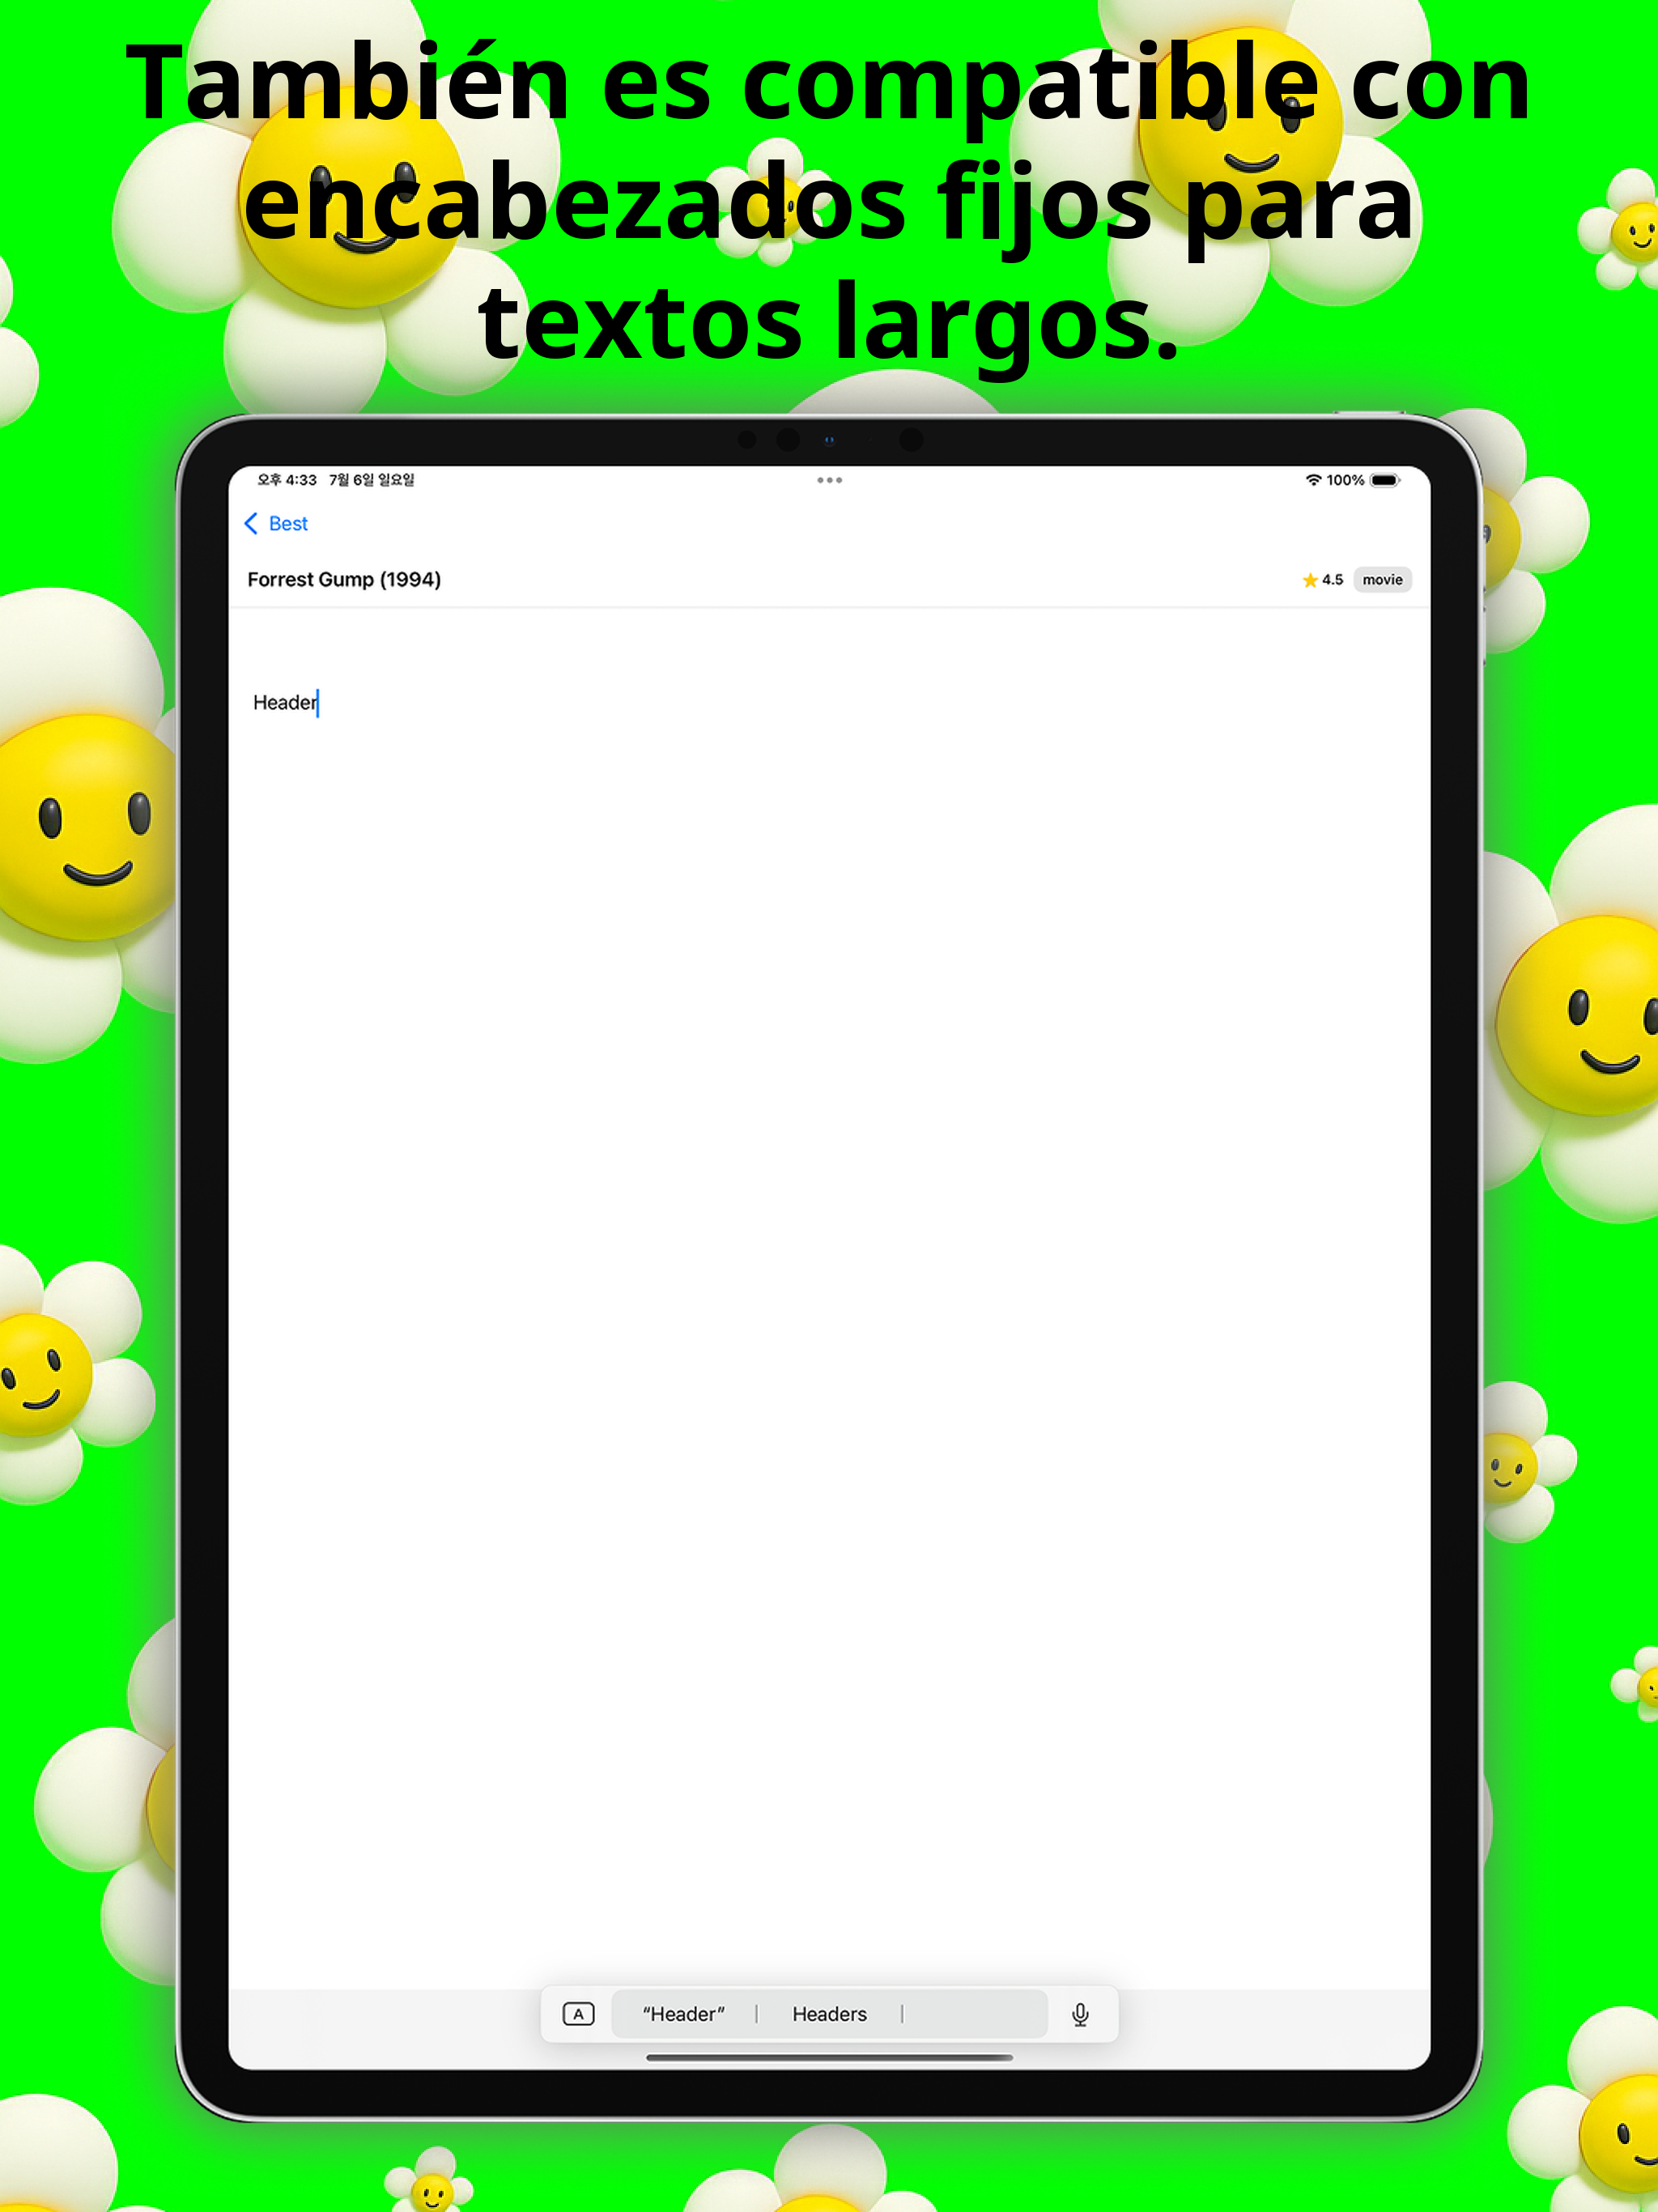 También es compatible con
encabezados fijos para
textos largos.
오후 4:33 7월 6일 일요일
100%
Best
Forrest Gump (1994)
4.5 movie
Header
A "Header" Headers